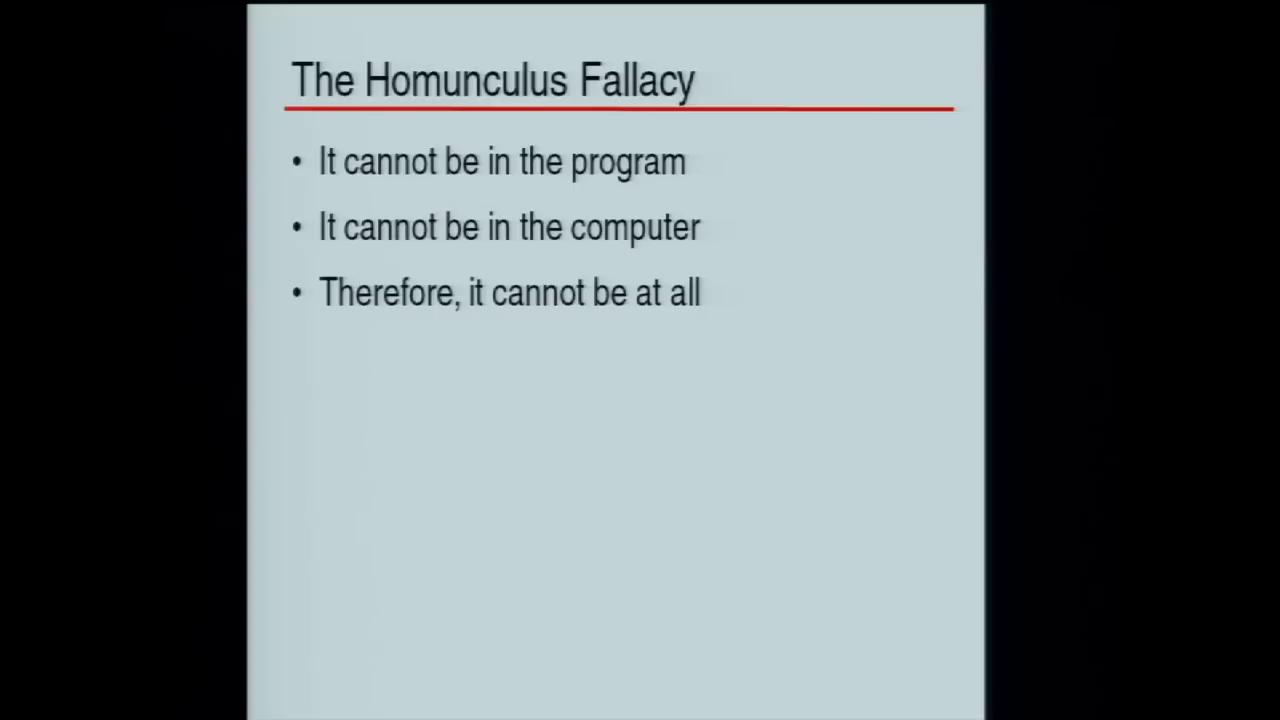 The Homunculus Fallacy
• It cannot be in the program
• It cannot be in the computer
• Therefore, it cannot be at all